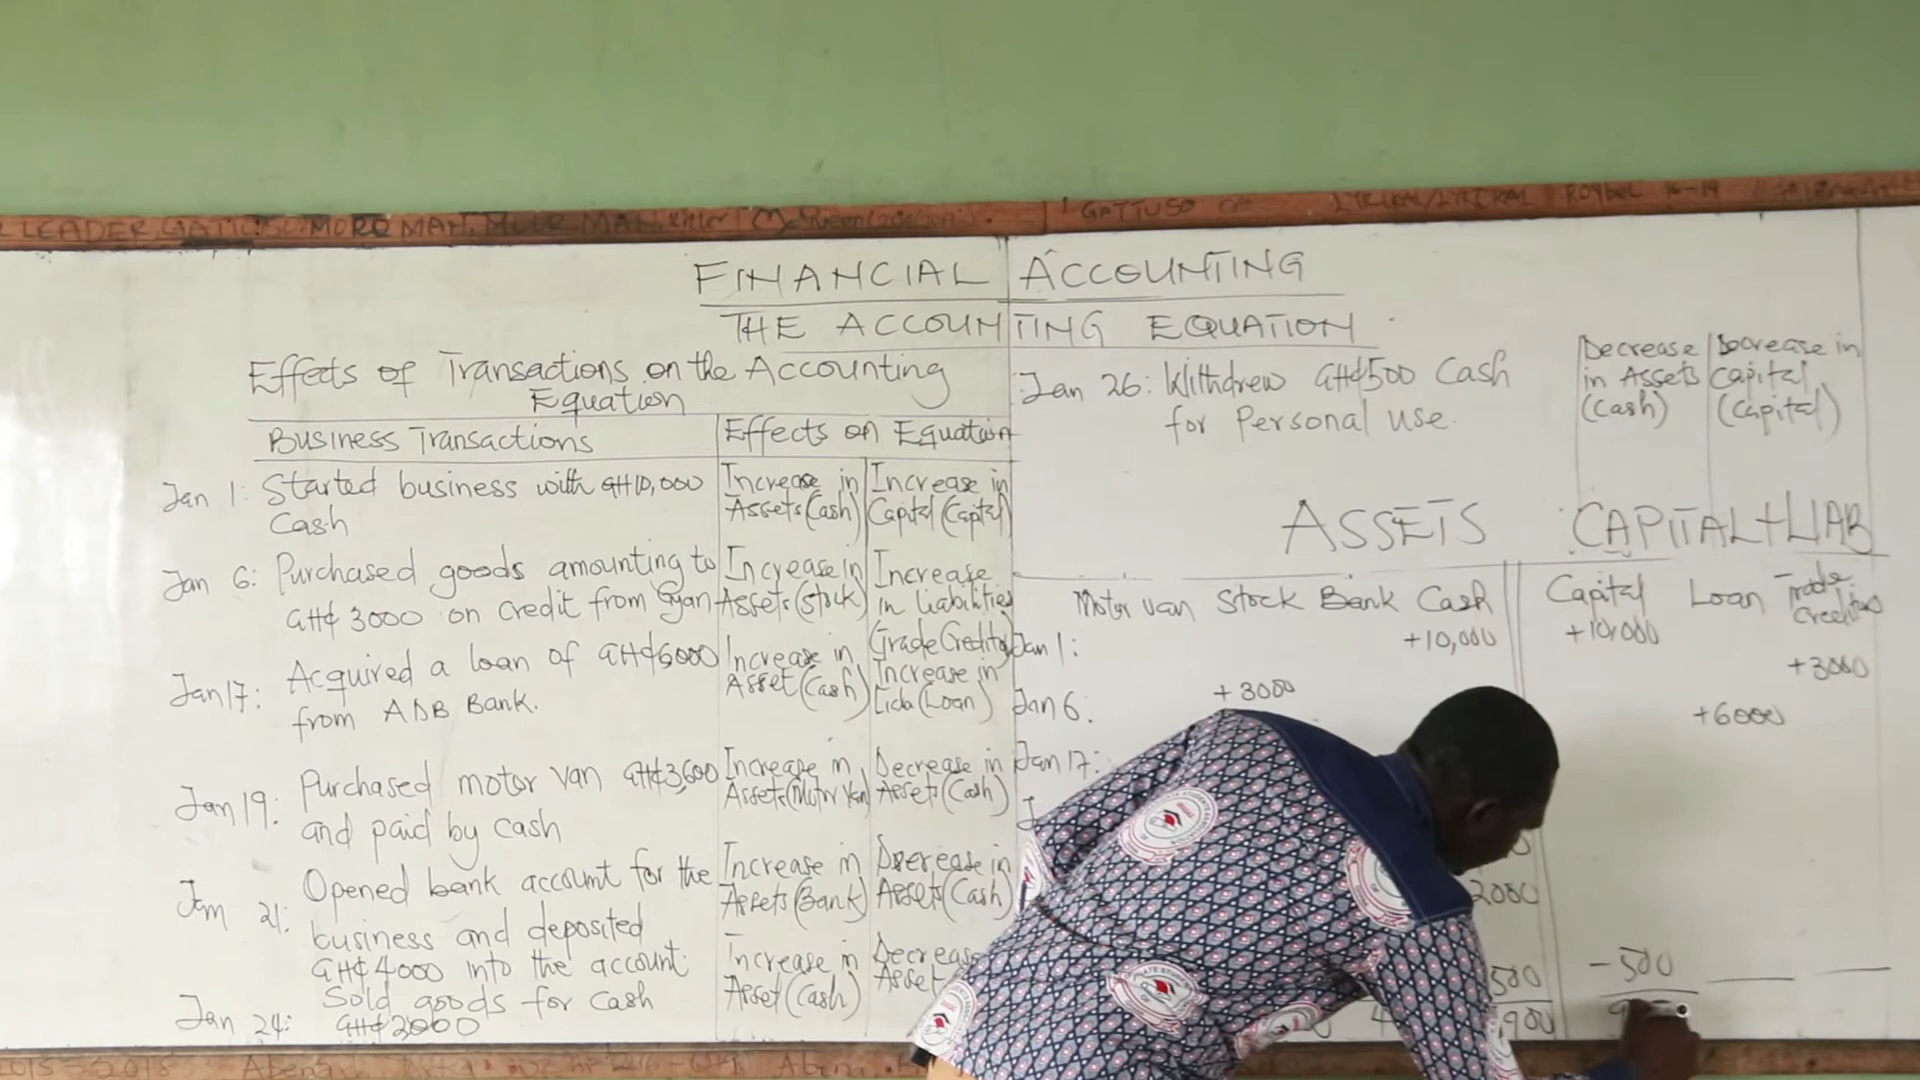 LEADER,
FINANCIAL ACCOUNTING
THE ACCOUNTING EQUATION
Effects of Transactions on the Accounting
Equation
Business Transactions
Effects on Equation
Jan 1: Started business with GH10,000
Cash
Increase in
Assets (Cash)
Increase in
Capital (Captal)
Jan 6: Purchased goods amounting to
GH¢ 3000 on credit from Gyan
Increase in
Assets (Stock)
Increase
in liabilities
Jan 17: Acquired a loan of GH¢6000
from ADB Bank.
Increase in
Asset (Cash)
Increase in
(Loan)
Jan 19: Purchased motor van GH¢3,600
and paid by cash
Increase in
Assets (Motor Van)
Decrease in
Assets (Cash)
Jan 21: Opened bank account for the
business and deposited
GH¢ 4000 into the account.
Increase in
Assets (Bank)
Decrease in
Assets (Cash)
Jan 24: Sold goods for cash
GH¢ 2000
Increase in
Asset (Cash)
Decrease
Asset
Jan 26: Withdrew GH¢500 Cash
for Personal use.
Decrease
in Assets
(Cash)
Decrease in
Capital
(Capital)
ASSETS CAPITAL+LIAB
Motor van Stock Bank Cash Capital Loan Trade
Creditors
Jan 1: +10,000 +10,000
+3000
Jan 6: +3000
+6000
Jan 17:
2000
500 -500
900